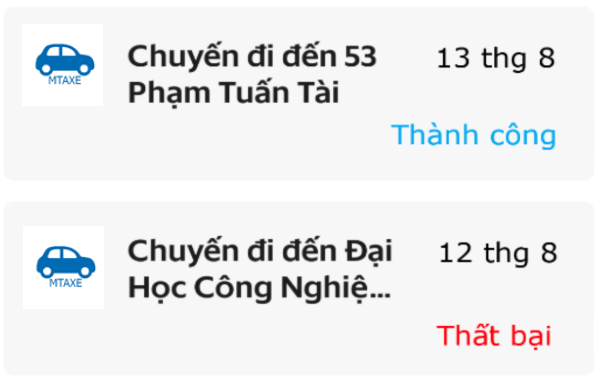 MTAXE
Chuyến đi đến 53
Phạm Tuấn Tài
13 thg 8
Thành công
MTAXE
Chuyến đi đến Đại
Học Công Nghiệ...
12 thg 8
Thất bại